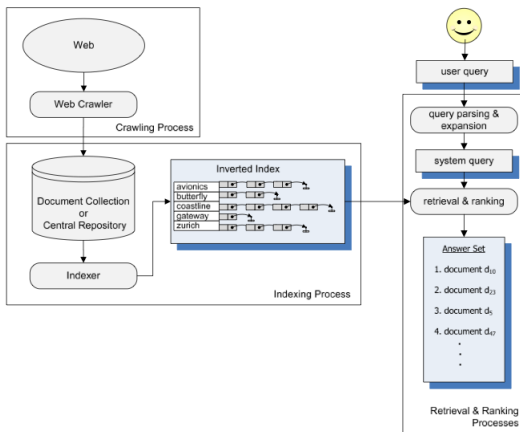 Web
Web Crawler
Crawling Process
Document Collection
or
Central Repository
Indexer
Inverted Index
avionics
butterfly
coastline
gateway
zurich
Indexing Process
user query
query parsing &
expansion
system query
retrieval & ranking
Answer Set
1. document d10
2. document d23
3. document d5
4. document d47
.
.
.
Retrieval & Ranking
Processes